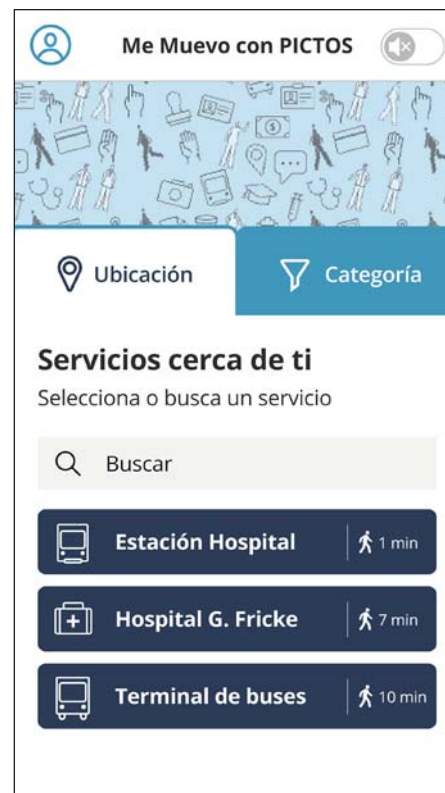 Me Muevo con PICTOS
Ubicación
Categoría
Servicios cerca de ti
Selecciona o busca un servicio
Buscar
Estación Hospital 1 min
Hospital G. Fricke 7 min
Terminal de buses 10 min